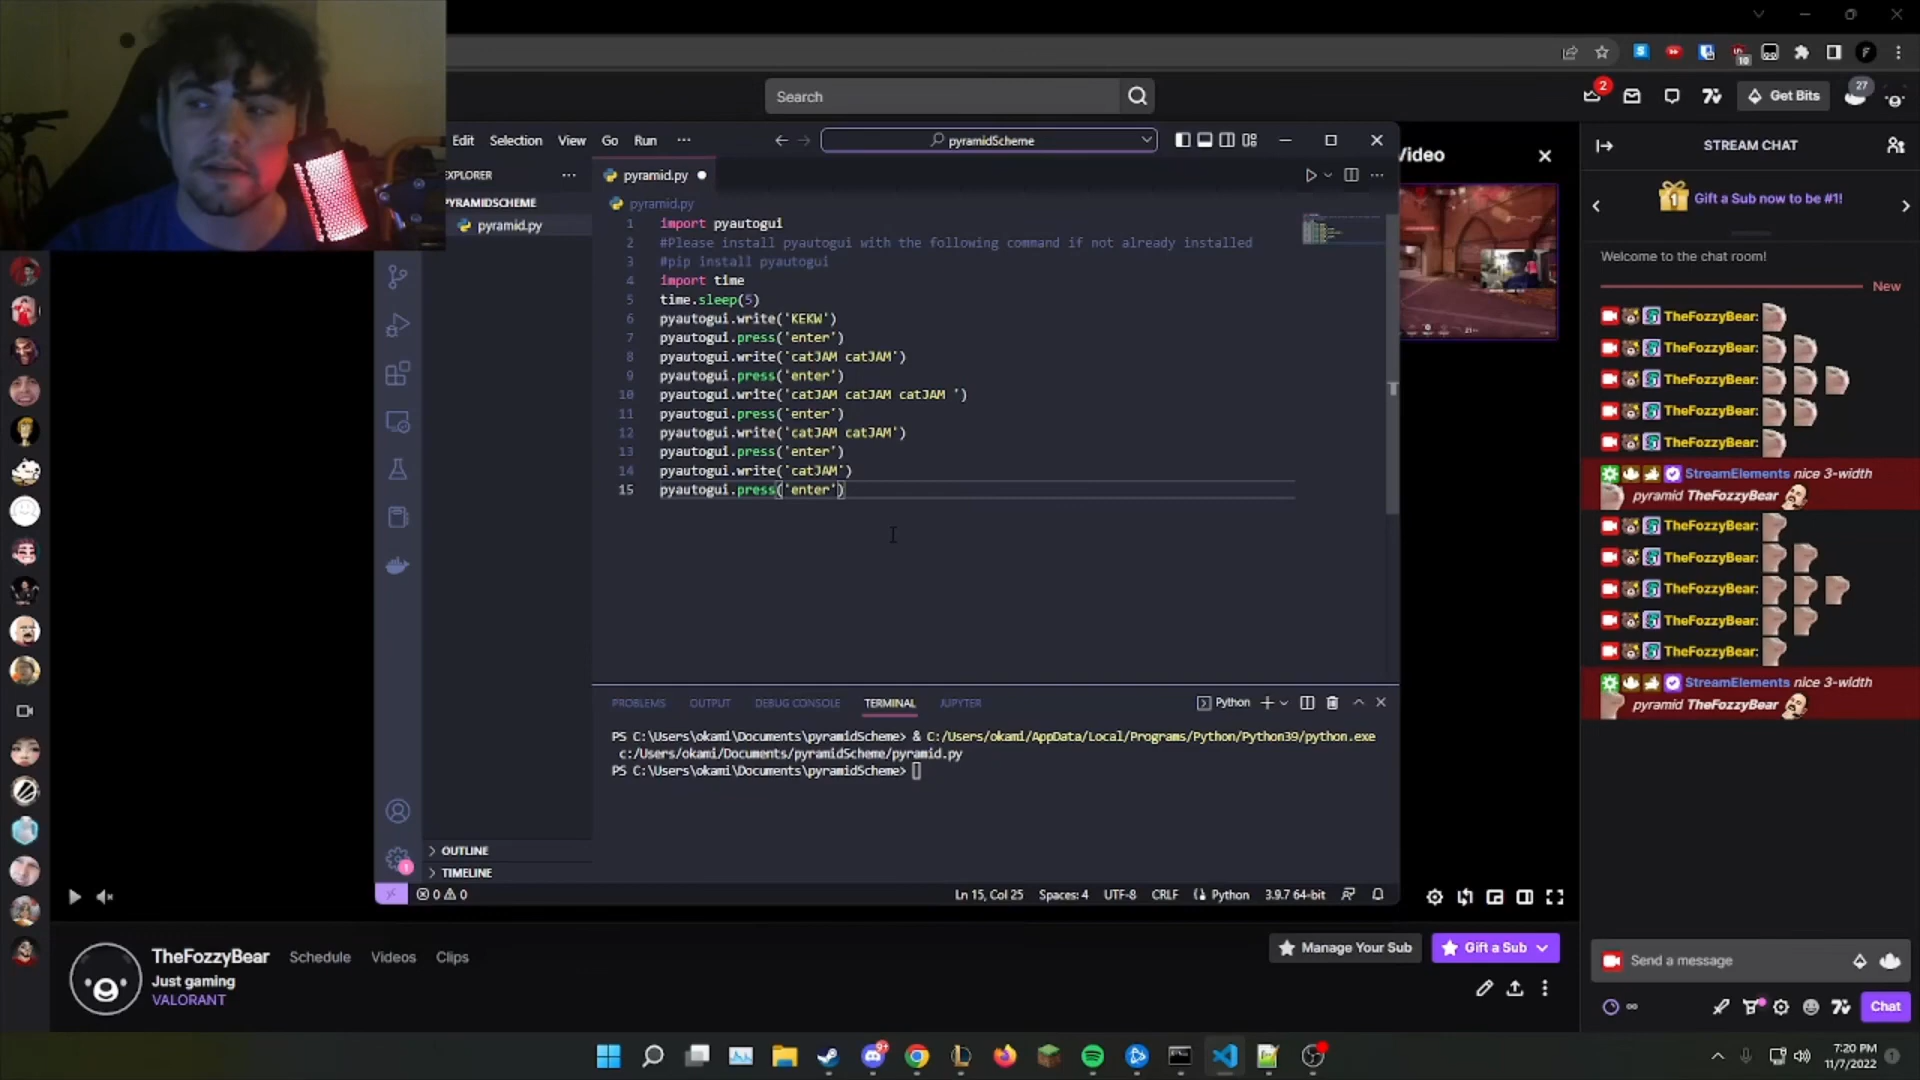 Search
2
10
F
7V
Get Bits
27
Edit Selection View Go Run ···
pyramidScheme
Video
STREAM CHAT
EXPLORER
pyramid.py
Gift a Sub now to be #1!
PYRAMIDSCHEME
pyramid.py
pyramid.py
1 import pyautogui
2 #Please install pyautogui with the following command if not already installed
3 #pip install pyautogui
4 import time
5 time.sleep(5)
6 pyautogui.write('KEKW')
7 pyautogui.press('enter')
8 pyautogui.write('catJAM catJAM')
9 pyautogui.press('enter')
10 pyautogui.write('catJAM catJAM catJAM ')
11 pyautogui.press('enter')
12 pyautogui.write('catJAM catJAM')
13 pyautogui.press('enter')
14 pyautogui.write('catJAM')
15 pyautogui.press('enter')
Welcome to the chat room!
New
TheFozzyBear:
TheFozzyBear:
TheFozzyBear:
TheFozzyBear:
TheFozzyBear:
StreamElements nice 3-width
pyramid TheFozzyBear
TheFozzyBear:
TheFozzyBear:
TheFozzyBear:
TheFozzyBear:
TheFozzyBear:
StreamElements nice 3-width
pyramid TheFozzyBear
PROBLEMS OUTPUT DEBUG CONSOLE TERMINAL JUPYTER
Python
PS C:\Users\okami\Documents\pyramidScheme> & C:/Users/okami/AppData/Local/Programs/Python/Python39/python.exe
c:/Users/okami/Documents/pyramidScheme/pyramid.py
PS C:\Users\okami\Documents\pyramidScheme>
OUTLINE
TIMELINE
1
0 0
Ln 15, Col 25 Spaces: 4 UTF-8 CRLF Python 3.9.7 64-bit
TheFozzyBear Schedule Videos Clips
Just gaming
VALORANT
Manage Your Sub
Gift a Sub
Send a message
∞
7V
Chat
9+
7:20 PM
11/7/2022
1